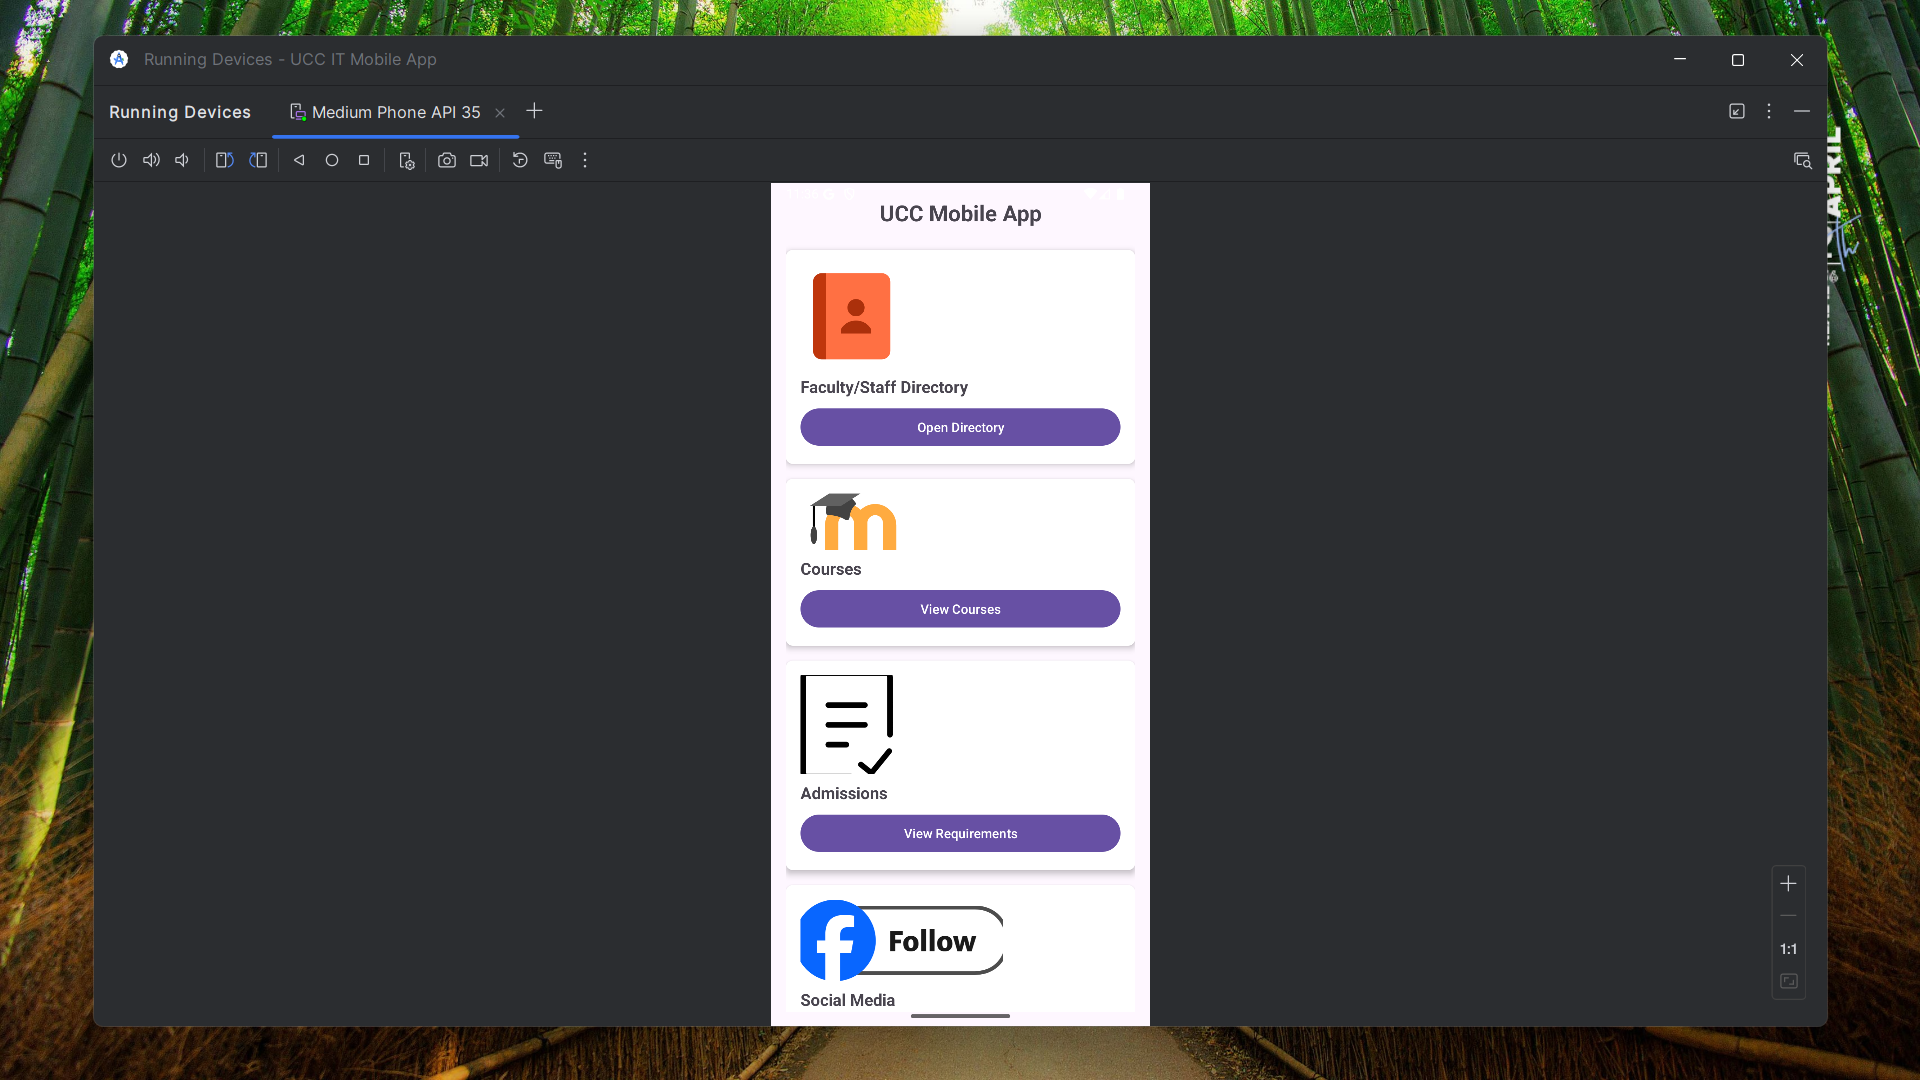 Running Devices - UCC IT Mobile App
Running Devices
Medium Phone API 35
UCC Mobile App
Faculty/Staff Directory
Open Directory
m
Courses
View Courses
Admissions
View Requirements
f Follow
Social Media
1:1
APRIL